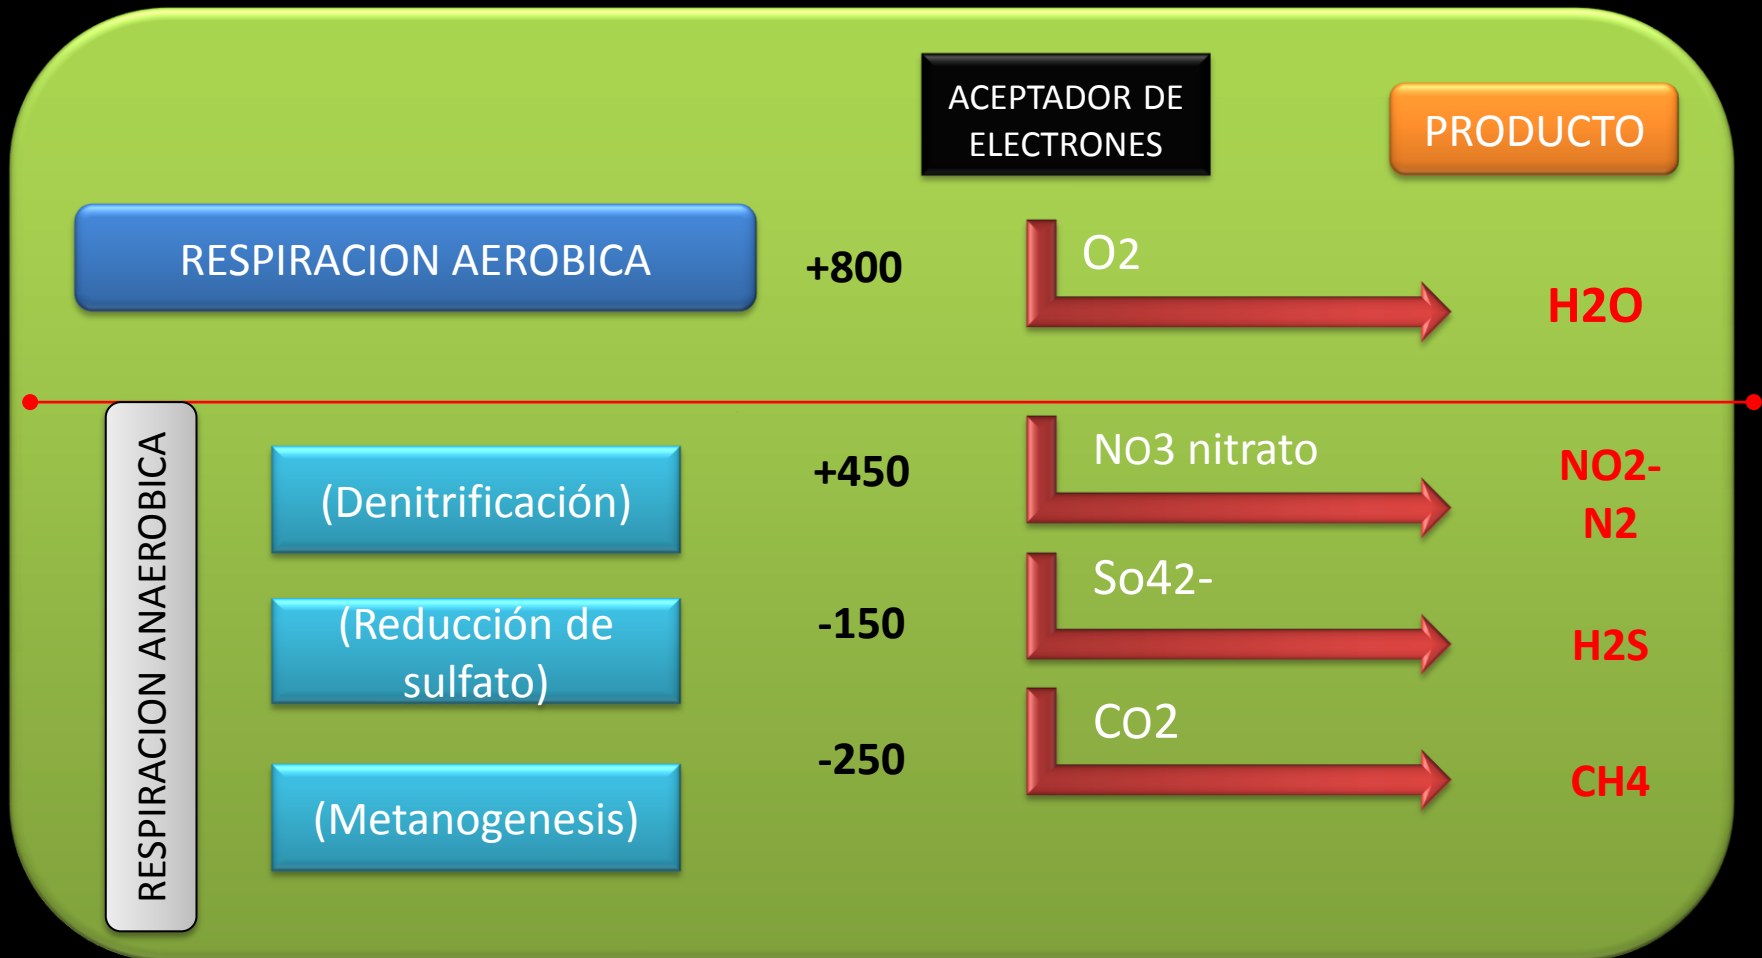 ACEPTADOR DE
ELECTRONES
PRODUCTO
RESPIRACION AEROBICA
+800
O2
H2O
RESPIRACION ANAEROBICA
(Denitrificación)
+450
NO3 nitrato
NO2-
N2
(Reducción de
sulfato)
-150
So42-
H2S
(Metanogenesis)
-250
CO2
CH4